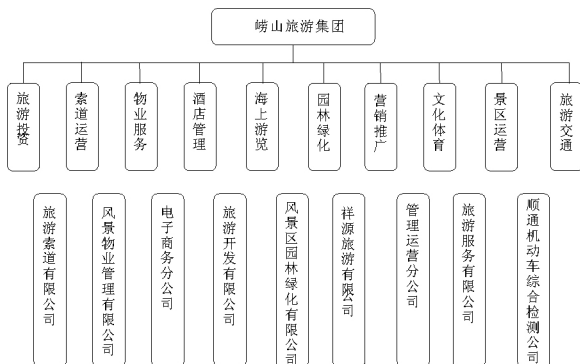 崂山旅游集团
旅游投资
索道运营
物业服务
酒店管理
海上游览
园林绿化
营销推广
文化体育
景区运营
旅游交通
旅游索道有限公司
风景物业管理有限公司
电子商务分公司
旅游开发有限公司
风景区园林绿化有限公司
祥源旅游有限公司
管理运营分公司
旅游服务有限公司
顺通机动车综合检测公司